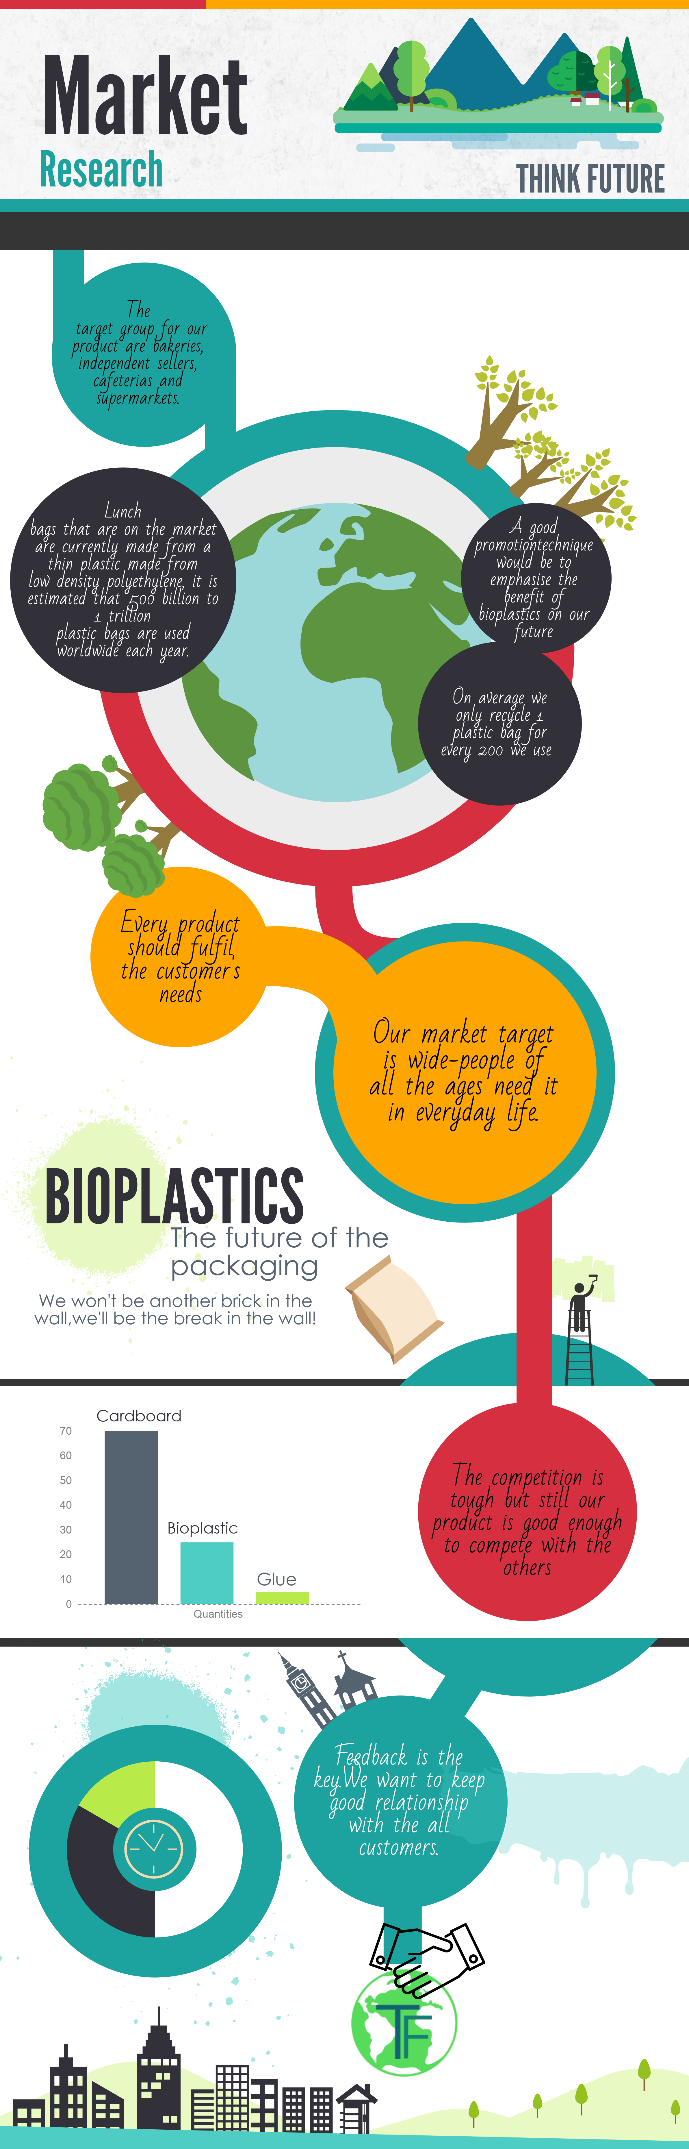 Market
Research
THINK FUTURE
The
target group for our
product are bakeries,
independent sellers,
cafeterias and
supermarkets.
Lunch
bags that are on the market
are currently made from a
thin plastic made from
low density polyethylene, it is
estimated that 500 billion to
1 trillion
plastic bags are used
worldwide each year.
A good
promotiontechnique
would be to
emphasise the
benefit of
bioplastics on our
future
On average we
only recycle 1
plastic bag for
every 200 we use
Every product
should fulfil
the customer's
needs
Our market target
is wide-people of
all the ages need it
in everyday life.
BIOPLASTICS
The future of the
packaging
We won't be another brick in the
wall,we'll be the break in the wall!
Cardboard
70
60
50
40
30
20
10
0
Bioplastic
Glue
Quantities
The competition is
tough but still our
product is good enough
to compete with the
others
Feedback is the
key.We want to keep
good relationship
with the all
customers.
TF